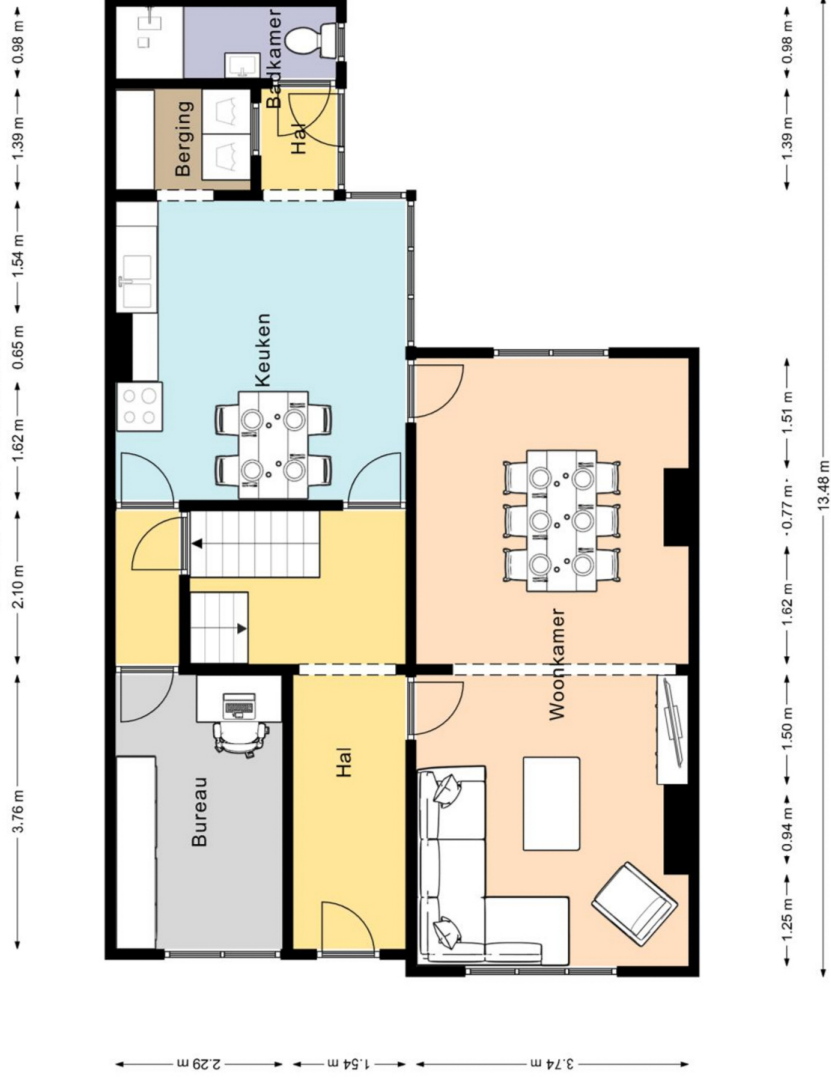 0.98 m
1.39 m
1.54 m
0.65 m
1.62 m
2.10 m
3.76 m
Badkamer
Berging
Hal
Keuken
Woonkamer
Bureau
Hal
0.98 m
1.39 m
1.51 m
0.77 m
1.62 m
1.50 m
0.94 m
1.25 m
13.48 m
2.29 m
1.54 m
3.74 m